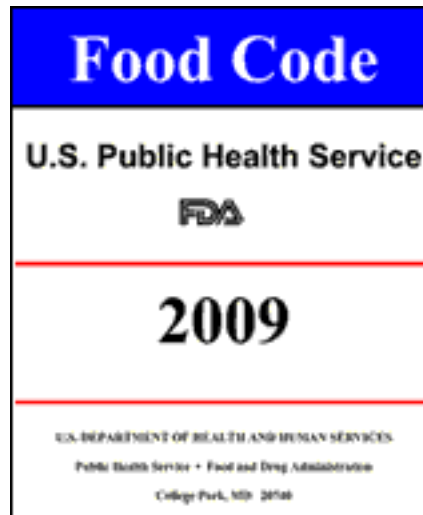 Food Code
U.S. Public Health Service
FDA
2009
U.S. DEPARTMENT OF HEALTH AND HUMAN SERVICES
Public Health Service • Food and Drug Administration
College Park, MD 20740